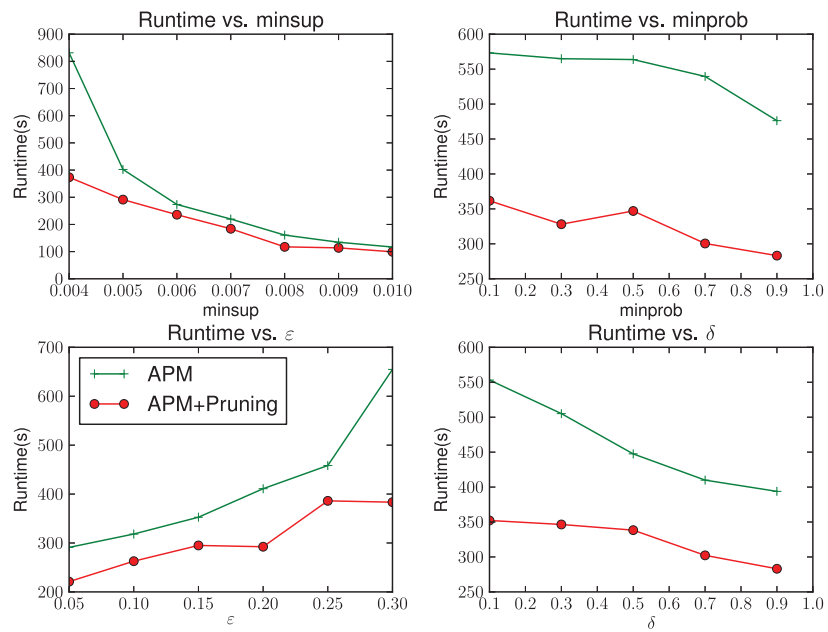 Runtime vs. minsup
900
800
700
600
500
400
300
200
100
0
Runtime(s)
0.004 0.005 0.006 0.007 0.008 0.009 0.010
minsup
Runtime vs. minprob
600
550
500
450
400
350
300
250
Runtime(s)
0.1 0.2 0.3 0.4 0.5 0.6 0.7 0.8 0.9 1.0
minprob
Runtime vs. ε
700
600
500
400
300
200
Runtime(s)
APM
APM+Pruning
0.05 0.10 0.15 0.20 0.25 0.30
ε
Runtime vs. δ
600
550
500
450
400
350
300
250
Runtime(s)
0.1 0.2 0.3 0.4 0.5 0.6 0.7 0.8 0.9 1.0
δ